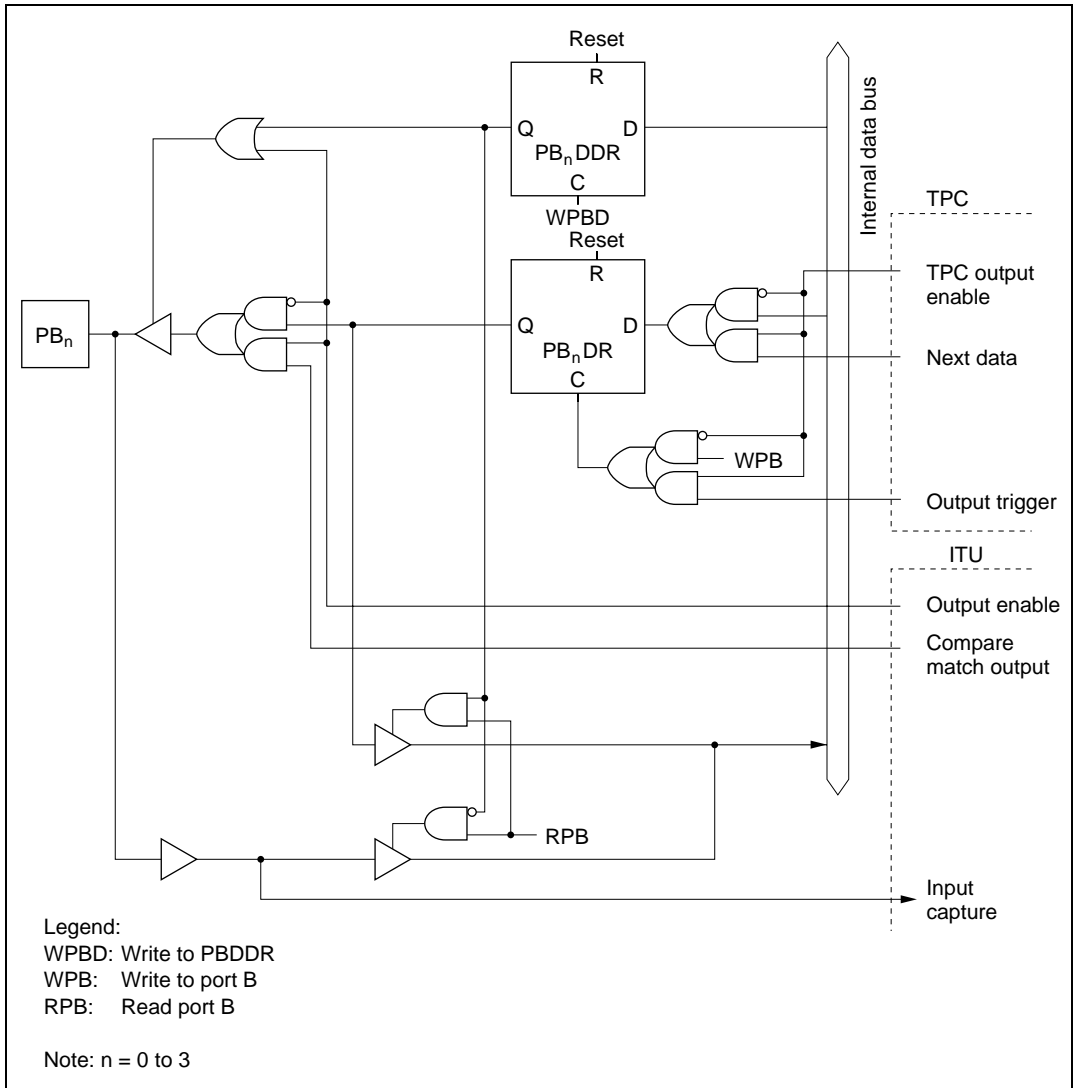 Reset
R
Q
D
PBnDDR
C
WPBD
Internal data bus
TPC
Reset
R
TPC output
enable
PBn
Q
D
PBnDR
C
Next data
WPB
Output trigger
ITU
Output enable
Compare
match output
RPB
Input
capture
Legend:
WPBD: Write to PBDDR
WPB: Write to port B
RPB: Read port B
Note: n = 0 to 3